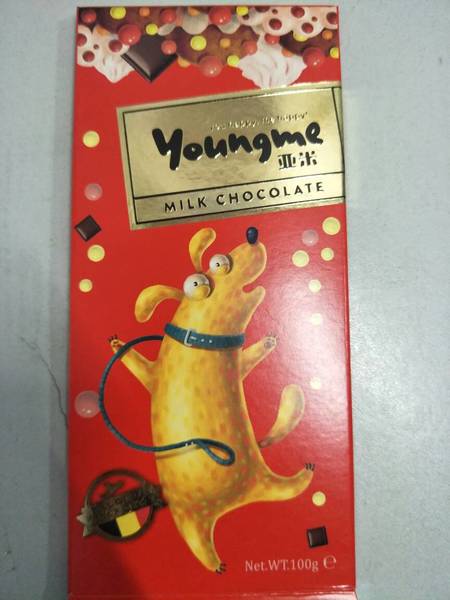 Youngme
亚米
MILK CHOCOLATE
Net.WT.100g ℮